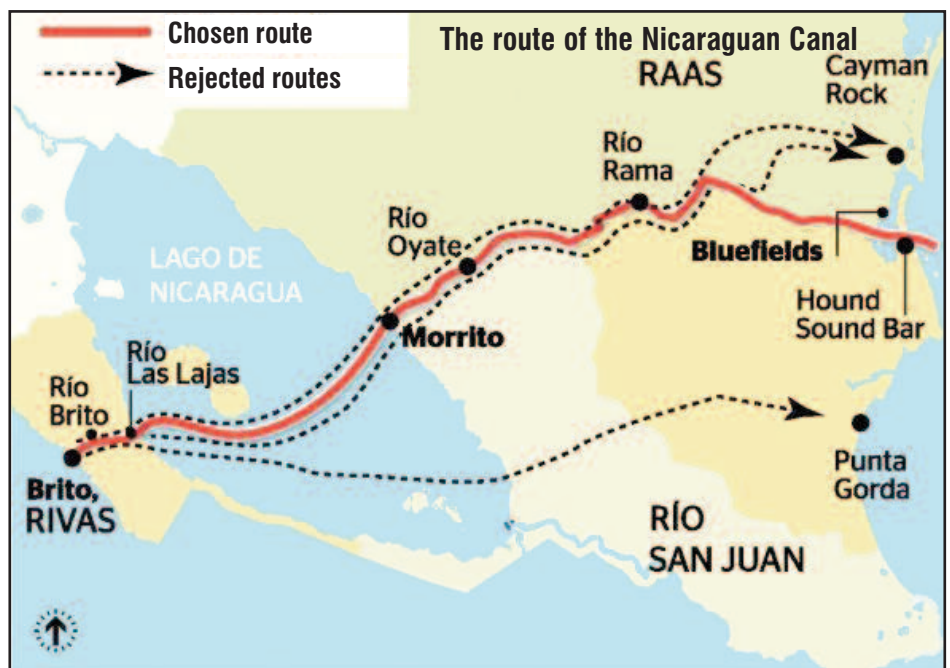 Chosen route
Rejected routes
The route of the Nicaraguan Canal
RAAS
Cayman
Rock
Río
Rama
Río
Oyate
LAGO DE
NICARAGUA
Bluefields
Hound
Sound Bar
Morrito
Río
Las Lajas
Río
Brito
Brito,
RIVAS
Punta
Gorda
RÍO
SAN JUAN